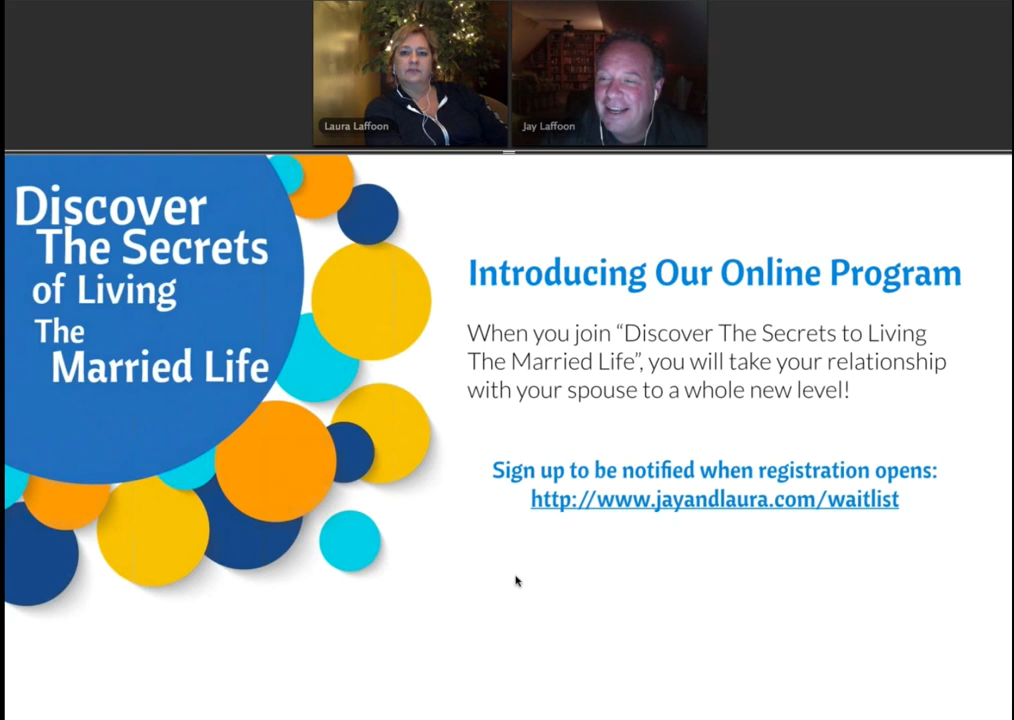 Laura Laffoon
Jay Laffoon
Discover
The Secrets
of Living
The
Married Life
Introducing Our Online Program
When you join “Discover The Secrets to Living
The Married Life”, you will take your relationship
with your spouse to a whole new level!
Sign up to be notified when registration opens:
http://www.jayandlaura.com/waitlist